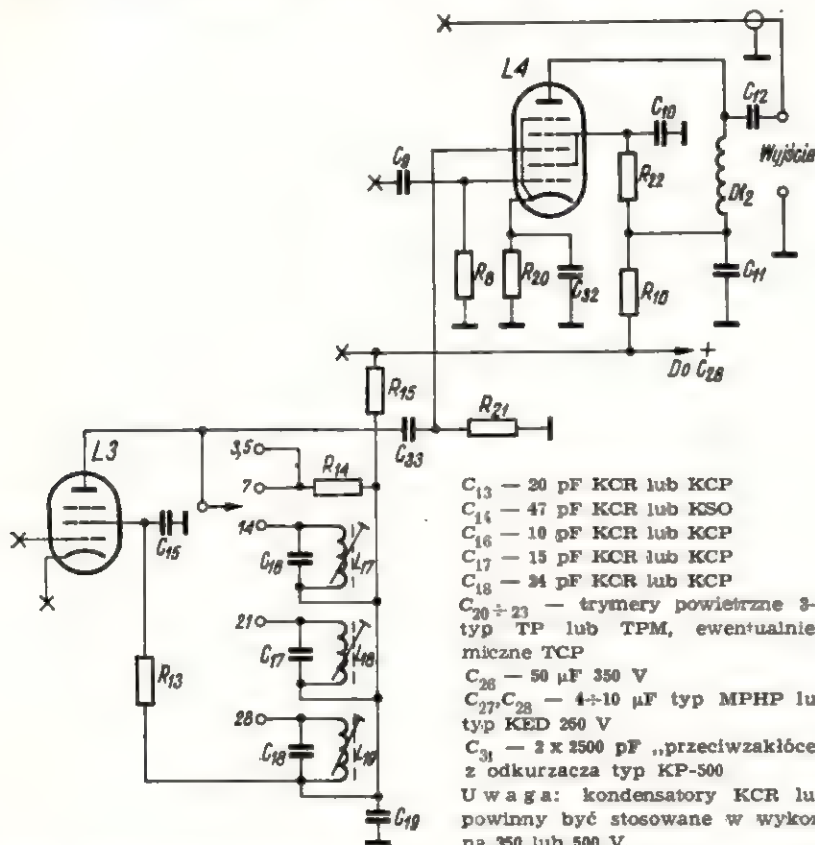 L4
C10
C12
C9
Wyjście
R22
Dł2
R8
R20
C32
R16
C11
Do C28
+
R15
R21
C33
L3
3,5
7
R14
14
C15
C16
L17
21
C17
L18
R13
28
C18
L19
C19
C13 — 20 pF KCR lub KCP
C14 — 47 pF KCR lub KSO
C16 — 10 pF KCR lub KCP
C17 — 15 pF KCR lub KCP
C18 — 24 pF KCR lub KCP
C20÷23 — trymery powietrzne 3-
typ TP lub TPM, ewentualnie
miczne TCP
C26 — 50 μF 350 V
C27, C28 — 4÷10 μF typ MPHP lu
typ KED 260 V
C31 — 2 x 2500 pF „przeciwzakłóce
z odkurzacza typ KP-500
Uwaga: kondensatory KCR lu
powinny być stosowane w wykon
na 350 lub 500 V